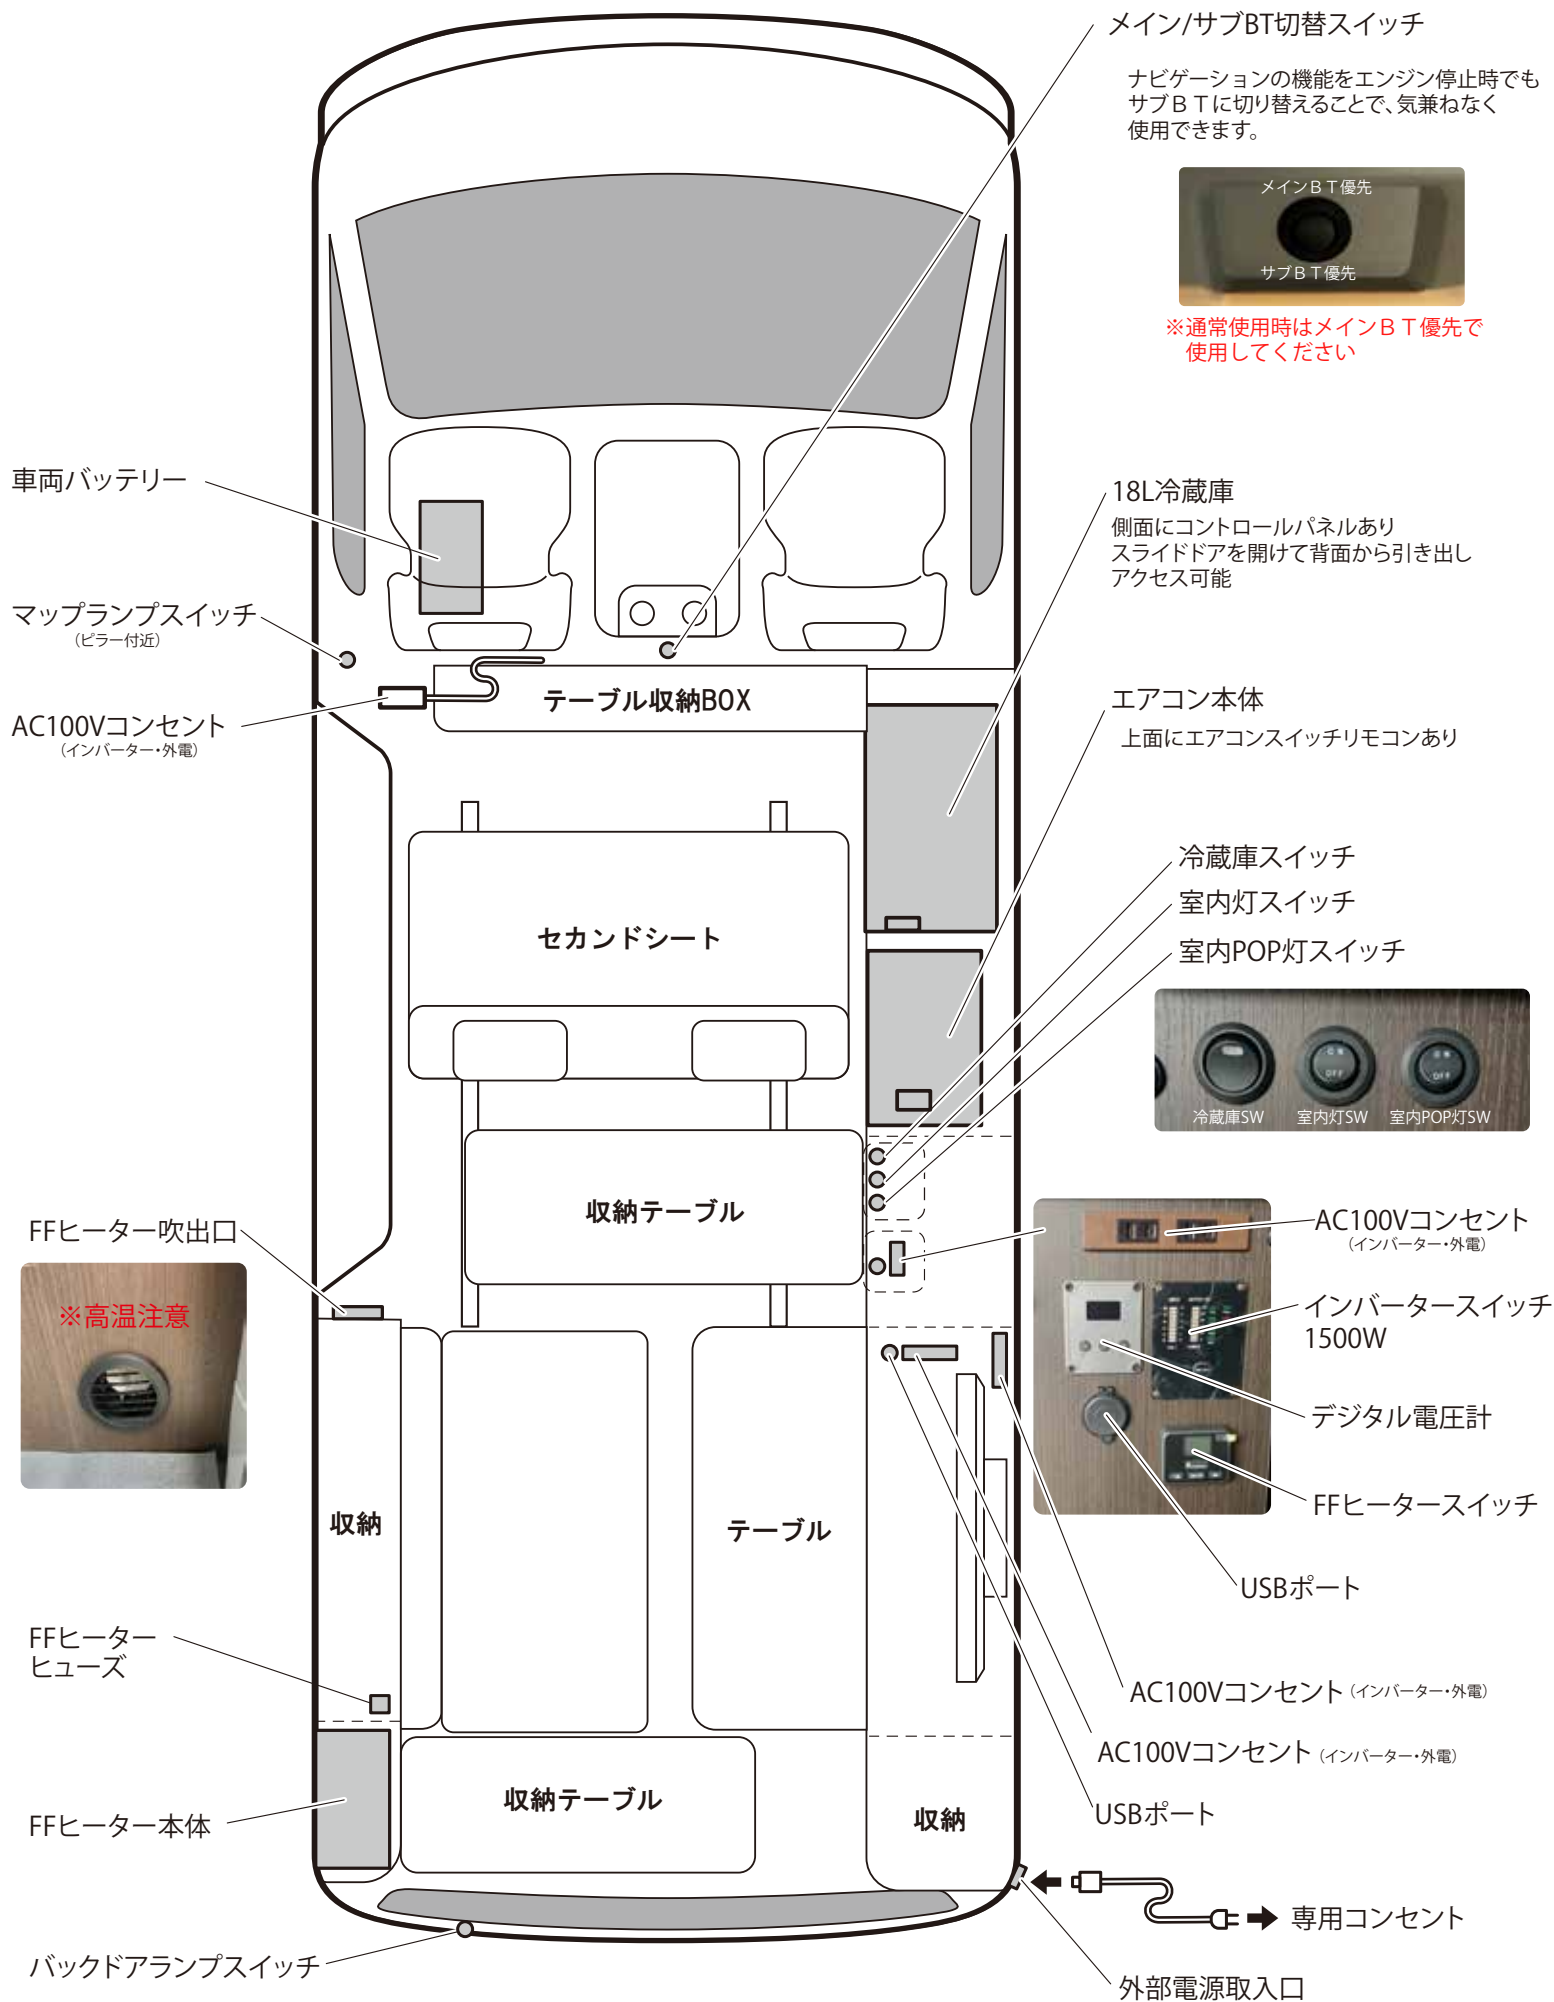 メイン/サブBT切替スイッチ
ナビゲーションの機能をエンジン停止時でも
サブＢＴに切り替えることで、気兼ねなく
使用できます。
メインＢＴ優先
サブＢＴ優先
※通常使用時はメインＢＴ優先で
使用してください
車両バッテリー
18L冷蔵庫
側面にコントロールパネルあり
スライドドアを開けて背面から引き出し
アクセス可能
マップランプスイッチ
（ピラー付近）
AC100Vコンセント
（インバーター・外電）
テーブル収納BOX
エアコン本体
上面にエアコンスイッチリモコンあり
冷蔵庫スイッチ
室内灯スイッチ
室内POP灯スイッチ
セカンドシート
ON
OFF
ON
OFF
冷蔵庫SW
室内灯SW
室内POP灯SW
収納テーブル
FFヒーター吹出口
※高温注意
AC100Vコンセント
（インバーター・外電）
インバータースイッチ
1500W
デジタル電圧計
FFヒータースイッチ
USBポート
収納
テーブル
FFヒーター
ヒューズ
AC100Vコンセント（インバーター・外電）
AC100Vコンセント（インバーター・外電）
USBポート
FFヒーター本体
収納テーブル
収納
専用コンセント
バックドアランプスイッチ
外部電源取入口